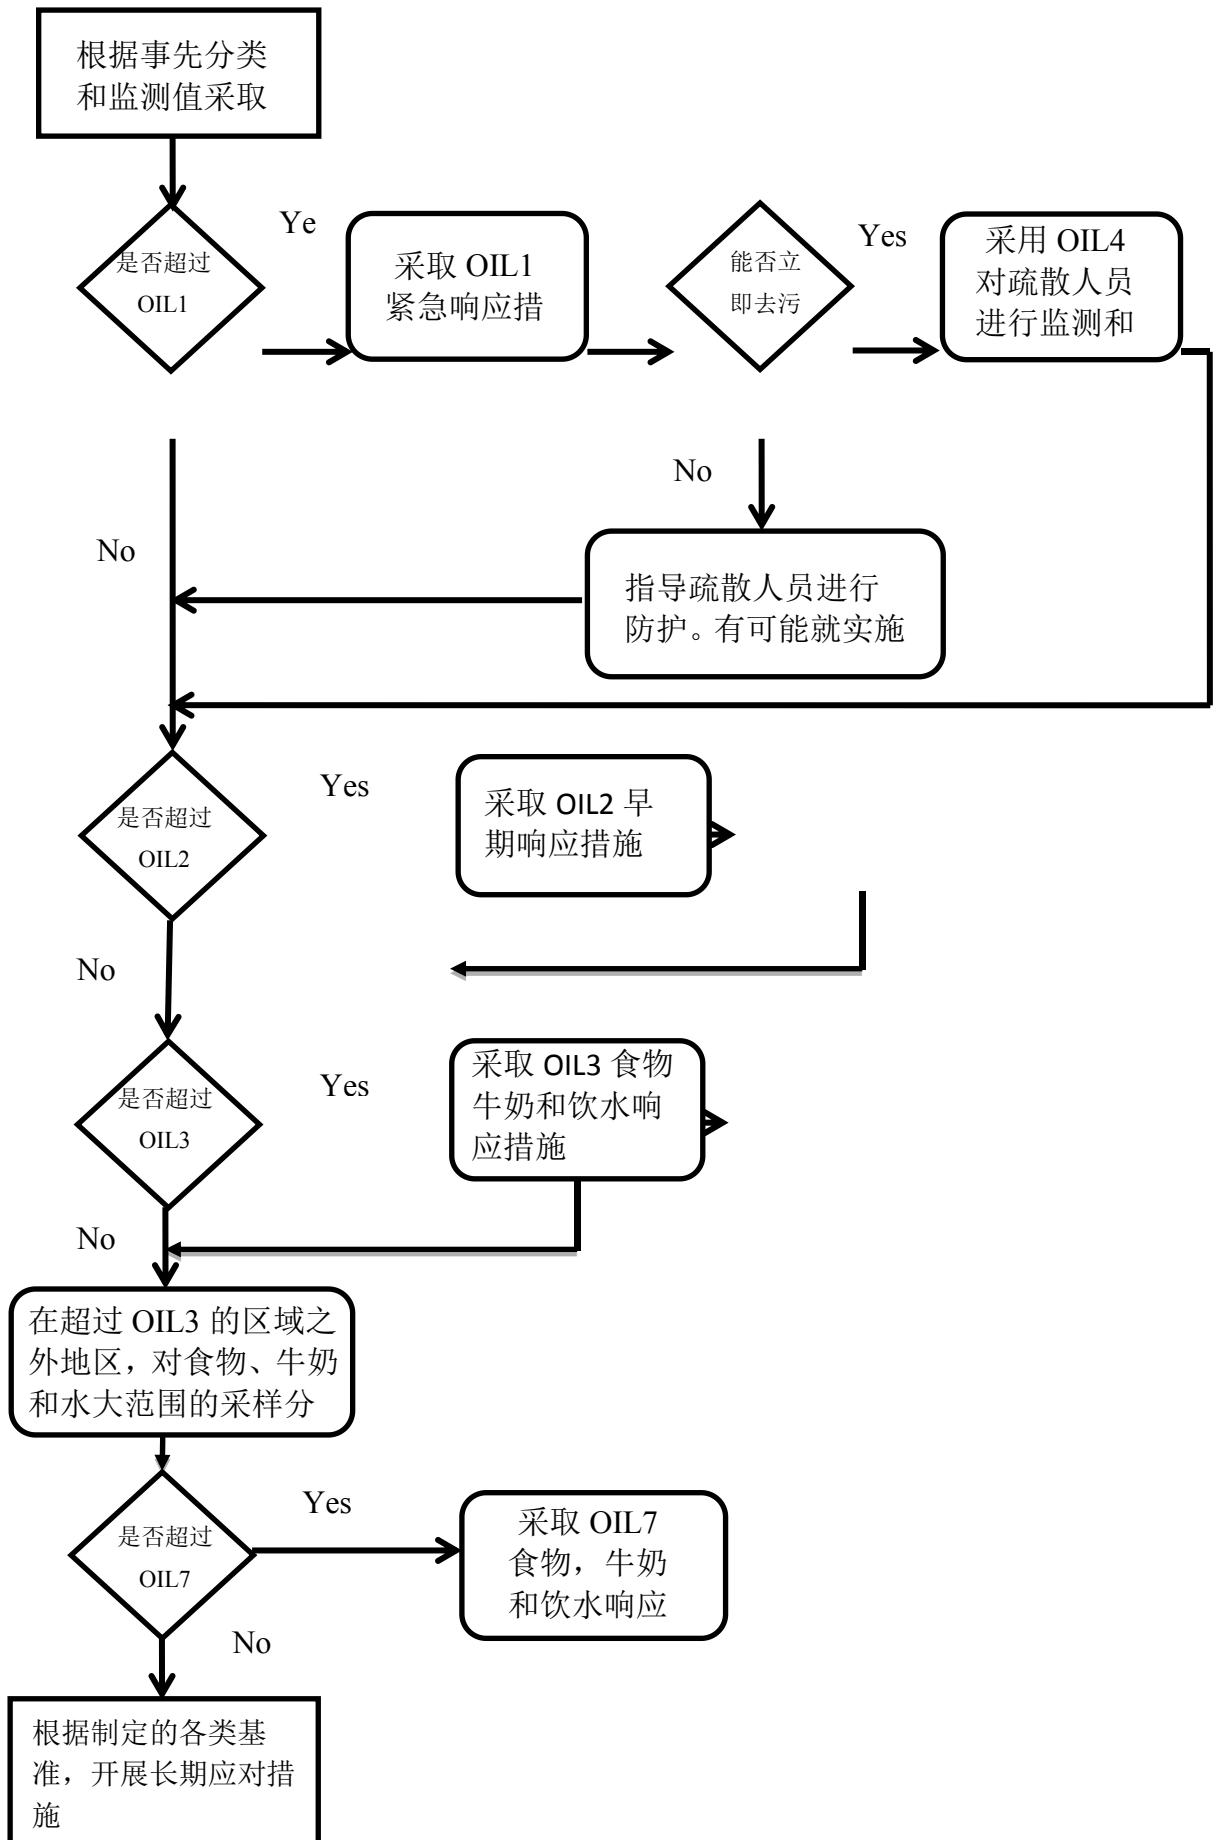 根据事先分类
和监测值采取
是否超过
OIL1
Ye
采取 OIL1
紧急响应措
能否立
即去污
Yes
采用 OIL4
对疏散人员
进行监测和
No
No
指导疏散人员进行
防护。有可能就实施
是否超过
OIL2
Yes
采取 OIL2 早
期响应措施
No
是否超过
OIL3
Yes
采取 OIL3 食物
牛奶和饮水响
应措施
No
在超过 OIL3 的区域之
外地区，对食物、牛奶
和水大范围的采样分
是否超过
OIL7
Yes
采取 OIL7
食物，牛奶
和饮水响应
No
根据制定的各类基
准，开展长期应对措
施